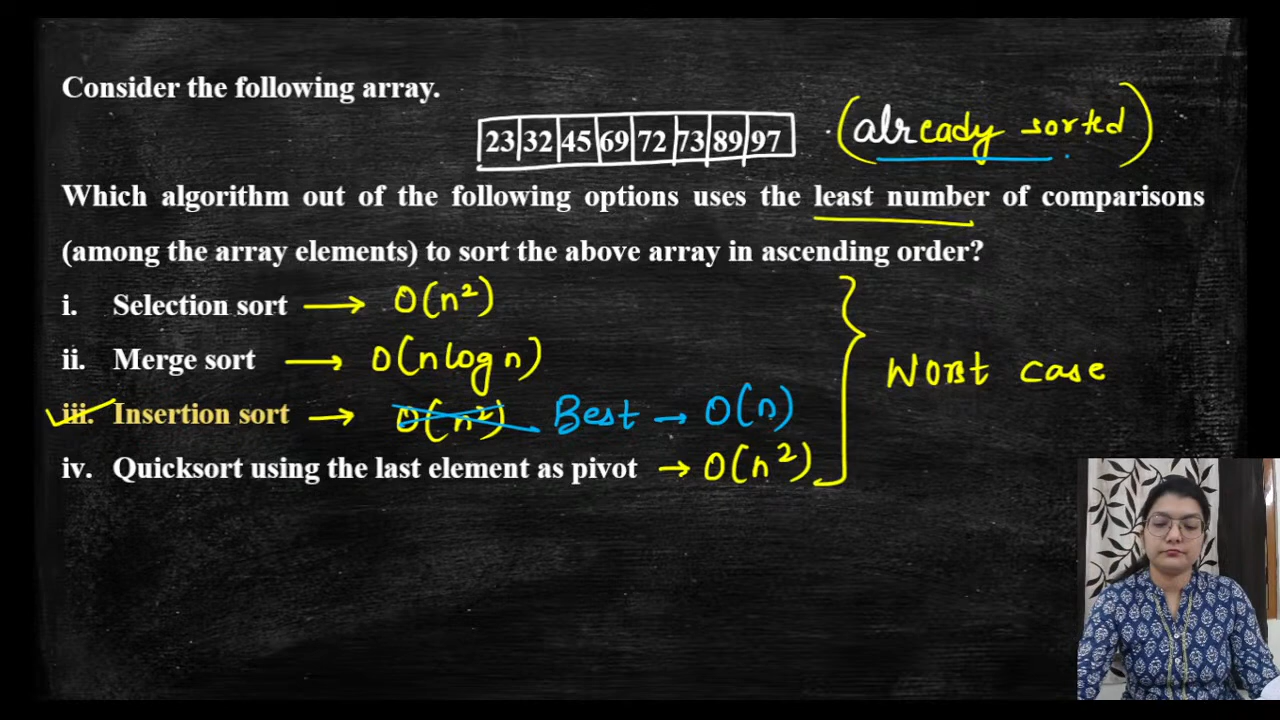 Consider the following array.
23 32 45 69 72 73 89 97 (already sorted)
Which algorithm out of the following options uses the least number of comparisons
(among the array elements) to sort the above array in ascending order?
i. Selection sort → O(n²)
ii. Merge sort → O(n log n)
iii. Insertion sort → O(n²) Best → O(n)
iv. Quicksort using the last element as pivot → O(n²)
Worst case